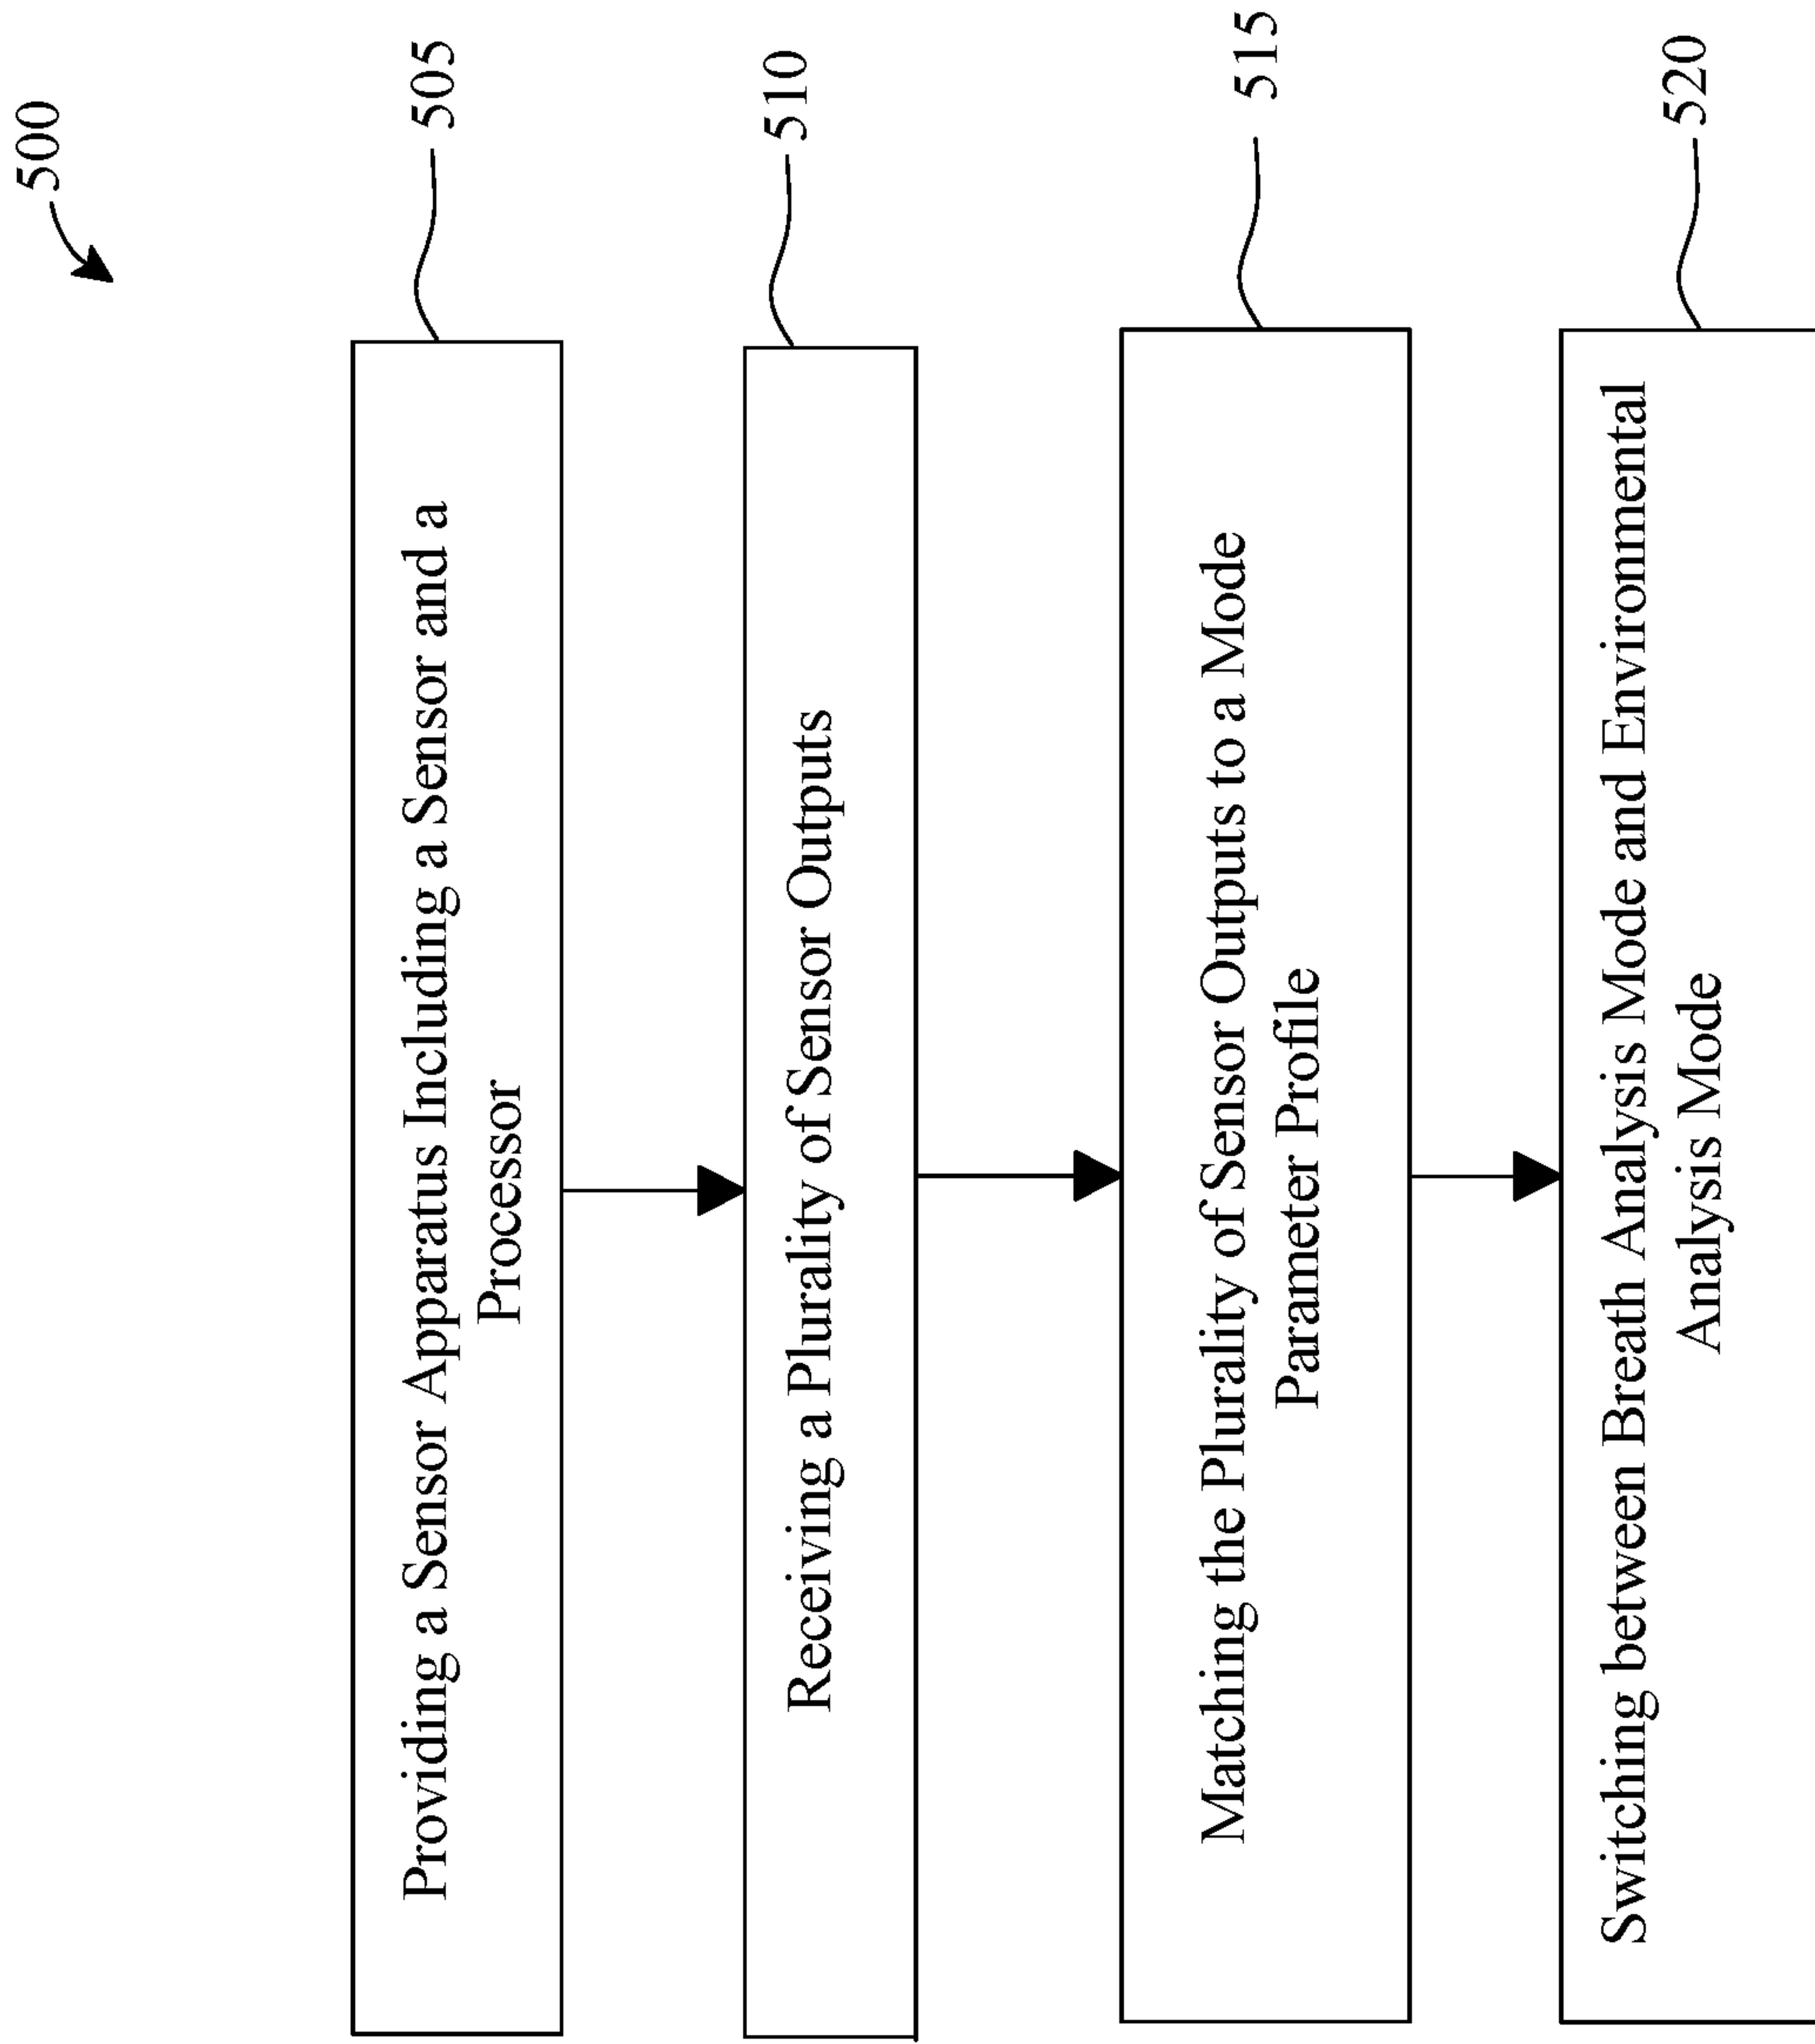 500
Providing a Sensor Apparatus Including a Sensor and a
Processor
505
Receiving a Plurality of Sensor Outputs
510
Matching the Plurality of Sensor Outputs to a Mode
Parameter Profile
515
Switching between Breath Analysis Mode and Environmental
Analysis Mode
520